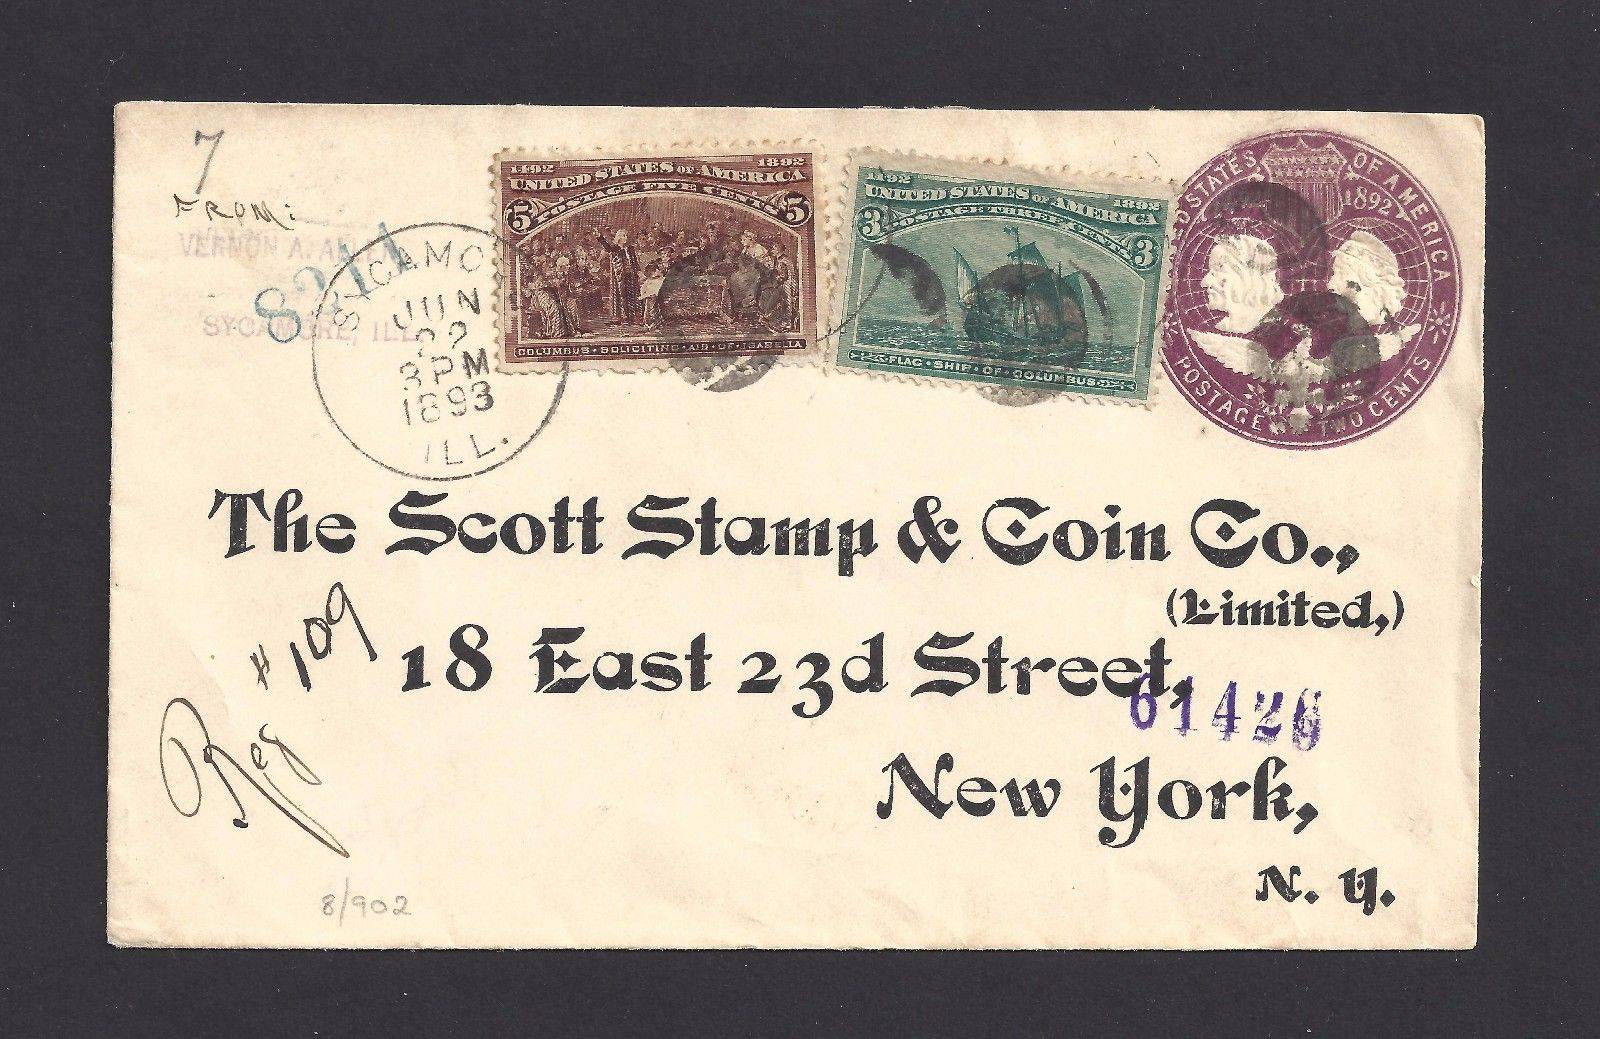 7
FROM:
VERNON A.
SYCAMORE, ILL.
8211
JUN
22
3 PM
1893
ILL.
1492 1892
UNITED STATES OF AMERICA
POSTAGE FIVE CENTS
5 5
COLUMBUS · SOLICITING · AID · OF · ISABELLA
1492 1892
UNITED STATES OF AMERICA
POSTAGE THREE CENTS
3 3
FLAG · SHIP · OF · COLUMBUS
STATES OF AMERICA
1892
POSTAGE TWO CENTS
The Scott Stamp & Coin Co.,
(Limited,)
18 East 23d Street,
61426
New York,
N. Y.
Reg # 109
8/902